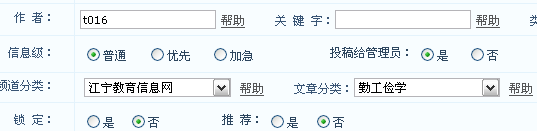 作 者： t016 帮助 关 键 字： 帮助
信息级： 普通 优先 加急 投稿给管理员： 是 否
频道分类： 江宁教育信息网 帮助 文章分类： 勤工俭学 帮助
锁 定： 是 否 推 荐： 是 否